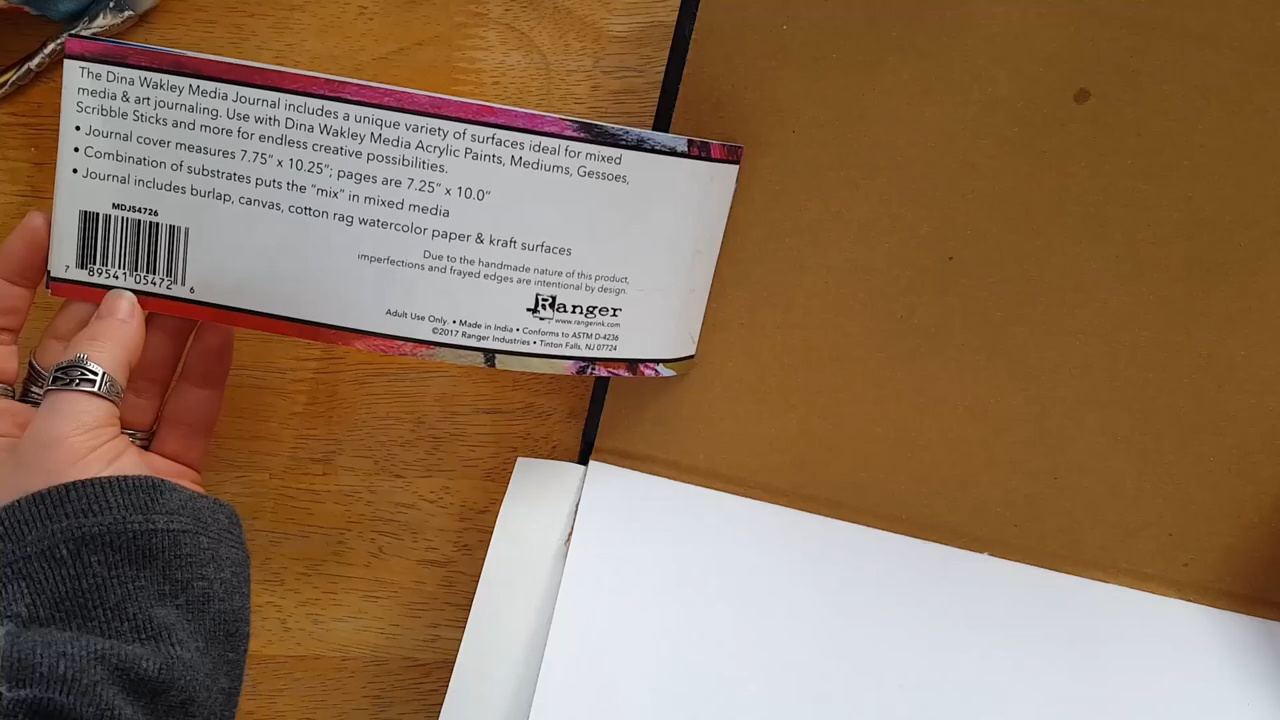 The Dina Wakley Media Journal includes a unique variety of surfaces ideal for mixed
media & art journaling. Use with Dina Wakley Media Acrylic Paints, Mediums, Gessoes,
Scribble Sticks and more for endless creative possibilities.
• Journal cover measures 7.75" x 10.25"; pages are 7.25" x 10.0"
• Combination of substrates puts the "mix" in mixed media
• Journal includes burlap, canvas, cotton rag watercolor paper & kraft surfaces
MDJ54726
7 89541 05472 6
Due to the handmade nature of this product,
imperfections and frayed edges are intentional by design.
Ranger
www.rangerink.com
Adult Use Only. • Made in India • Conforms to ASTM D-4236
©2017 Ranger Industries • Tinton Falls, NJ 07724